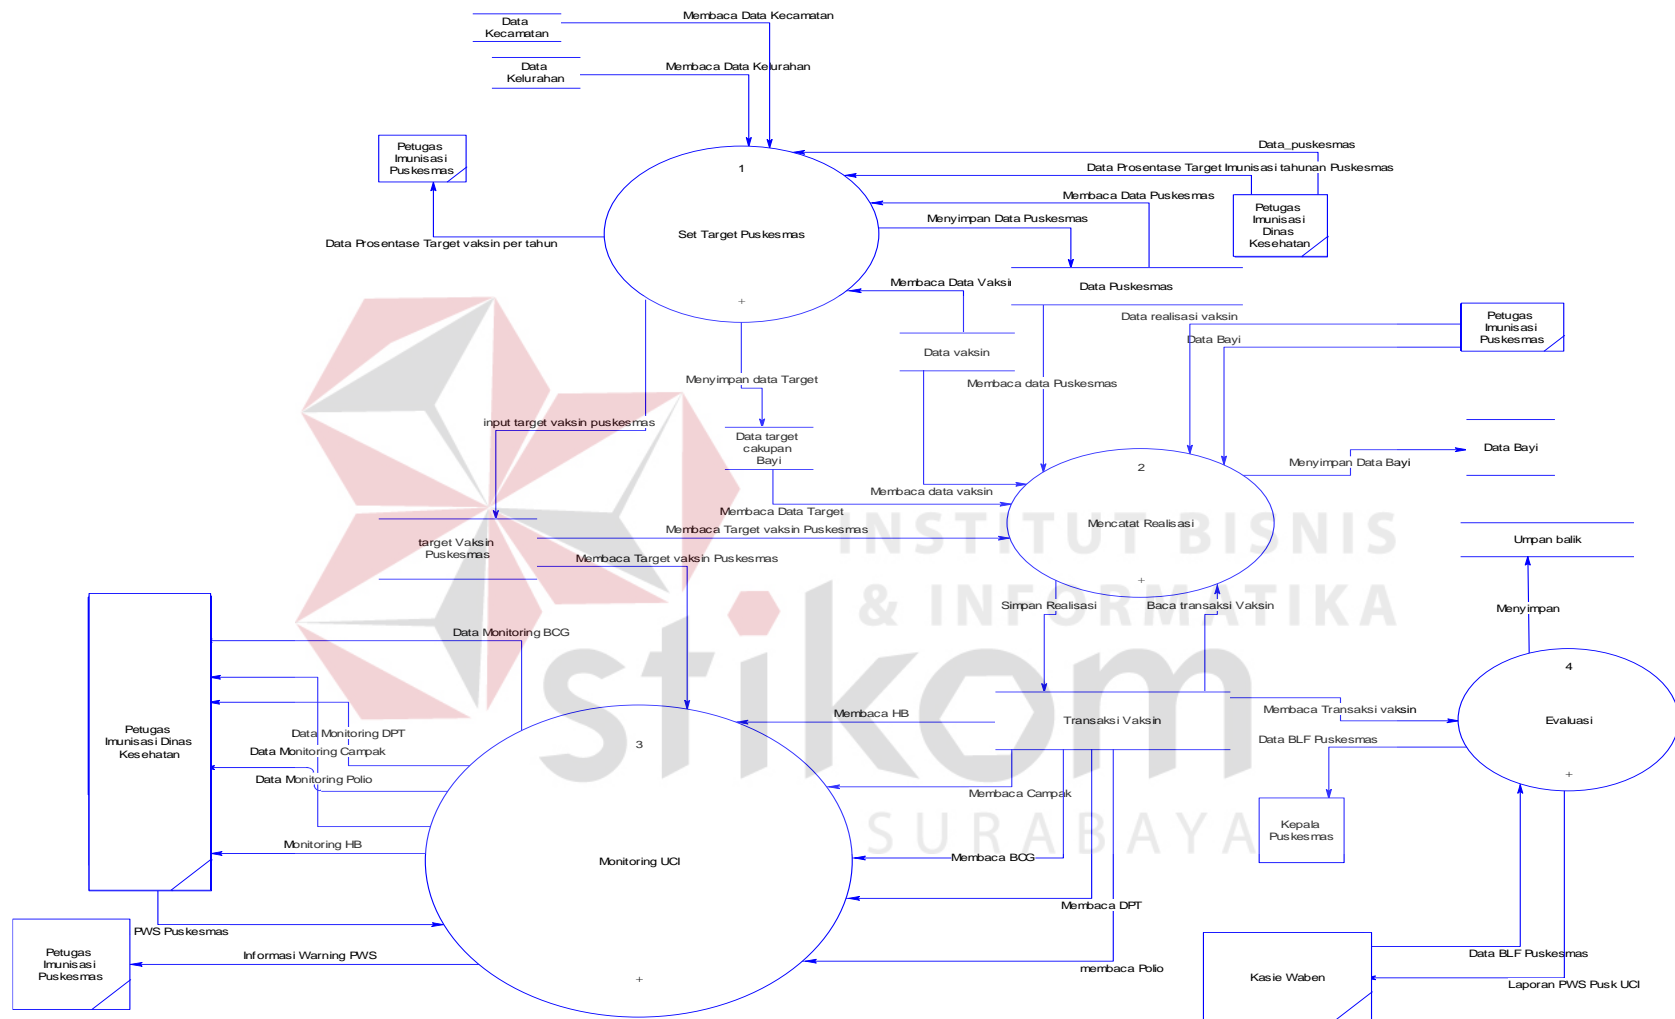 Membaca Data Kecamatan
Data
Kecamatan
Data
Kelurahan
Membaca Data Kelurahan
Petugas
Imunisasi
Puskesmas
Data Prosentase Target vaksin per tahun
1
Set Target Puskesmas
+
Data_puskesmas
Data Prosentase Target Imunisasi tahunan Puskesmas
Membaca Data Puskesmas
Menyimpan Data Puskesmas
Petugas
Imunisasi
Dinas
Kesehatan
Membaca Data Vaksi
Data Puskesmas
Data realisasi vaksin
Data Bayi
Petugas
Imunisasi
Puskesmas
Data vaksin
Menyimpan data Target
Membaca data Puskesmas
input target vaksin puskesmas
Data target
cakupan
Bayi
Membaca data vaksin
Membaca Data Target
2
Mencatat Realisasi
+
Menyimpan Data Bayi
Data Bayi
target Vaksin
Puskesmas
Membaca Target vaksin Puskesmas
Membaca Target vaksin Puskesmas
INSTITUT BISNIS
& INFORMATIKA
stikom
SURABAYA
Umpan balik
Menyimpan
Simpan Realisasi
Baca transaksi Vaksin
Data Monitoring BCG
Petugas
Imunisasi Dinas
Kesehatan
Data Monitoring DPT
Data Monitoring Campak
Data Monitoring Polio
Monitoring HB
3
Monitoring UCI
+
Membaca HB
Transaksi Vaksin
Membaca Transaksi vaksin
Membaca Campak
Membaca BCG
Membaca DPT
membaca Polio
4
Evaluasi
+
Data BLF Puskesmas
Kepala
Puskesmas
PWS Puskesmas
Informasi Warning PWS
Petugas
Imunisasi
Puskesmas
Kasie Waben
Data BLF Puskesmas
Laporan PWS Pusk UCI